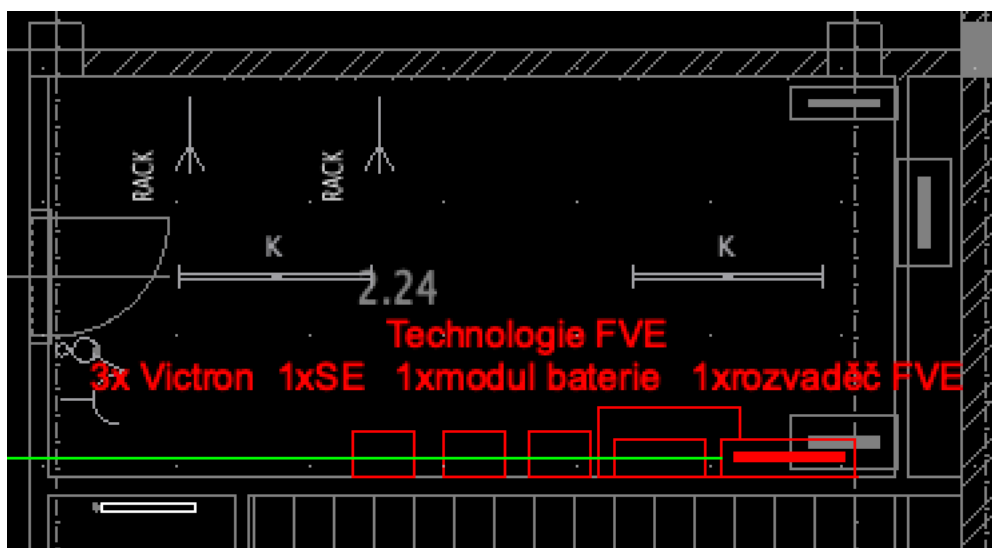 RACK
RACK
K
K
2.24
Technologie FVE
3x Victron 1xSE 1xmodul baterie 1xrozvaděč FVE